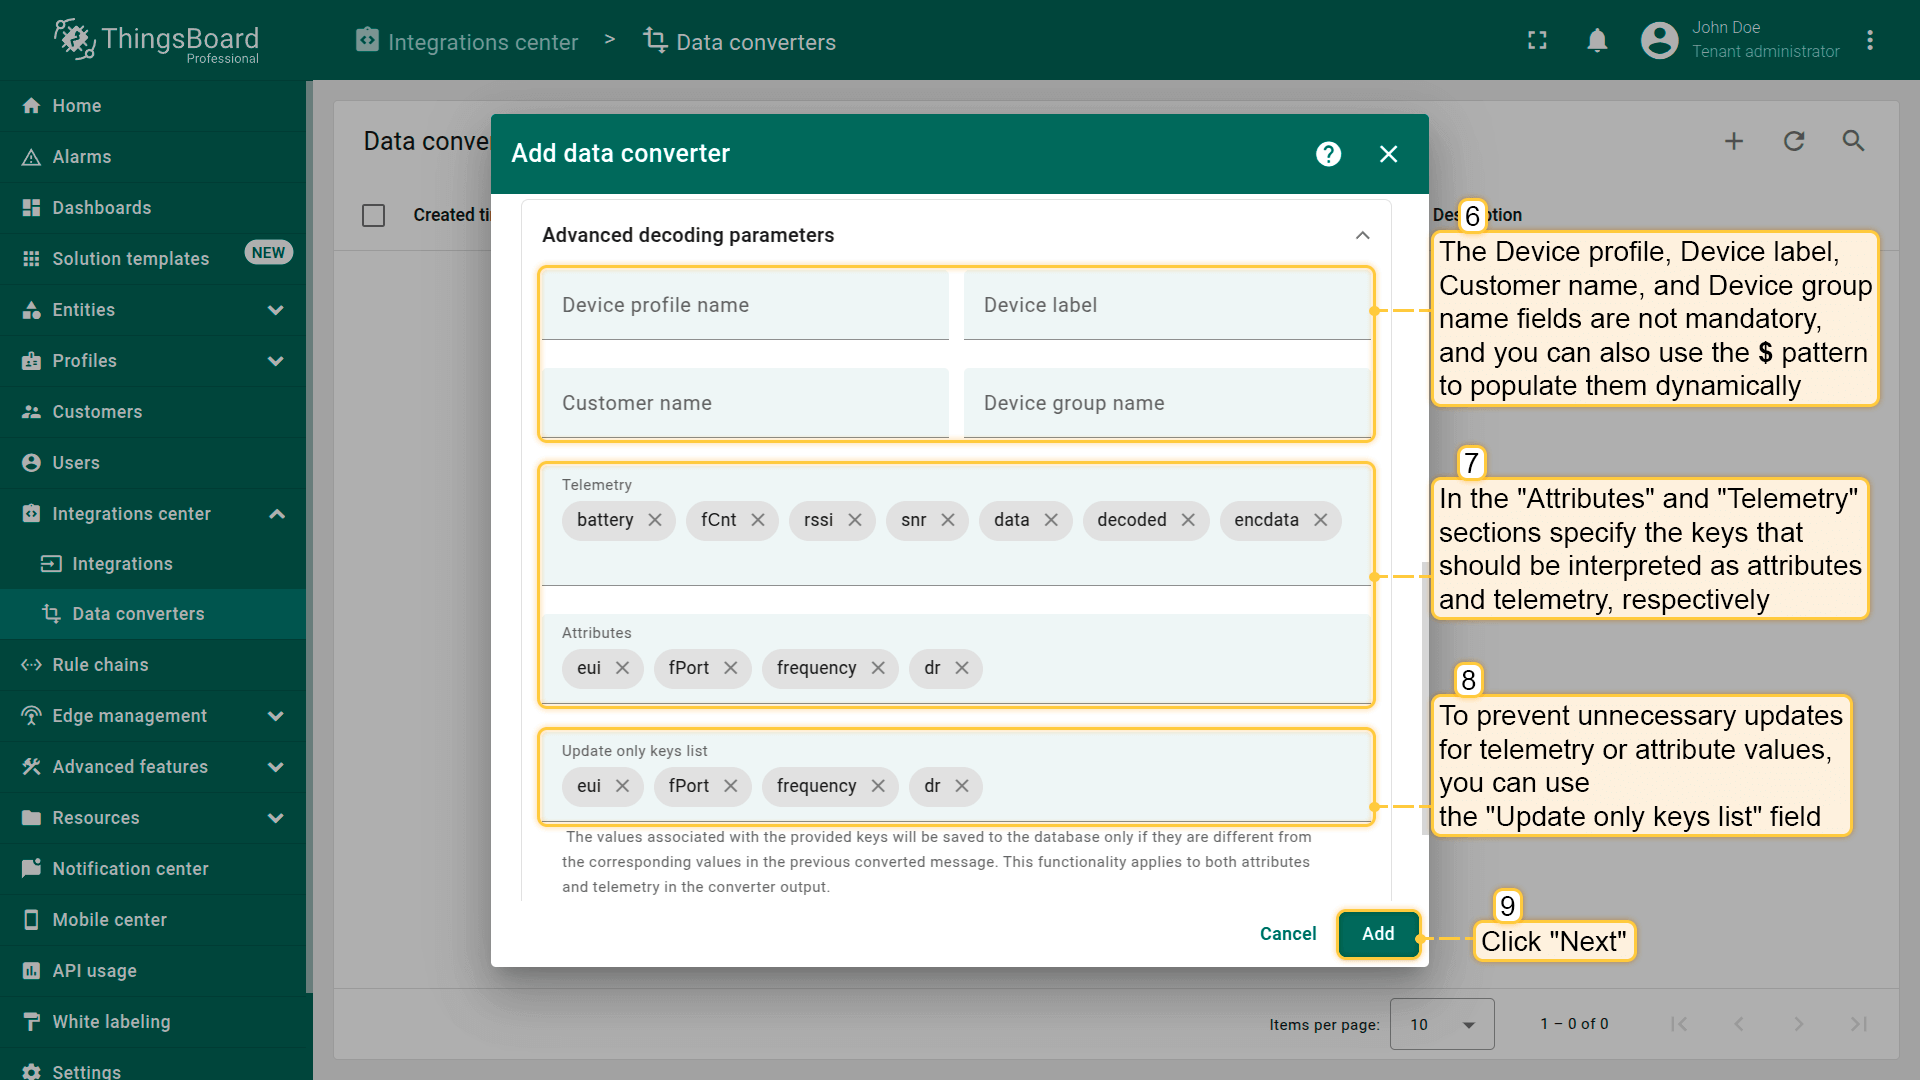 ThingsBoard
Professional
Integrations center > Data converters
John Doe
Tenant administrator
Home
Alarms
Dashboards
Solution templates NEW
Entities
Profiles
Customers
Users
Integrations center
Integrations
Data converters
Rule chains
Edge management
Advanced features
Resources
Notification center
Mobile center
API usage
White labeling
Settings
Data conve
Created ti
Des ption
Add data converter
Advanced decoding parameters
Device profile name Device label
Customer name Device group name
Telemetry
battery fCnt rssi snr data decoded encdata
Attributes
eui fPort frequency dr
Update only keys list
eui fPort frequency dr
The values associated with the provided keys will be saved to the database only if they are different from
the corresponding values in the previous converted message. This functionality applies to both attributes
and telemetry in the converter output.
Cancel Add
6
The Device profile, Device label,
Customer name, and Device group
name fields are not mandatory,
and you can also use the $ pattern
to populate them dynamically
7
In the "Attributes" and "Telemetry"
sections specify the keys that
should be interpreted as attributes
and telemetry, respectively
8
To prevent unnecessary updates
for telemetry or attribute values,
you can use
the "Update only keys list" field
9
Click "Next"
Items per page: 10 1 – 0 of 0